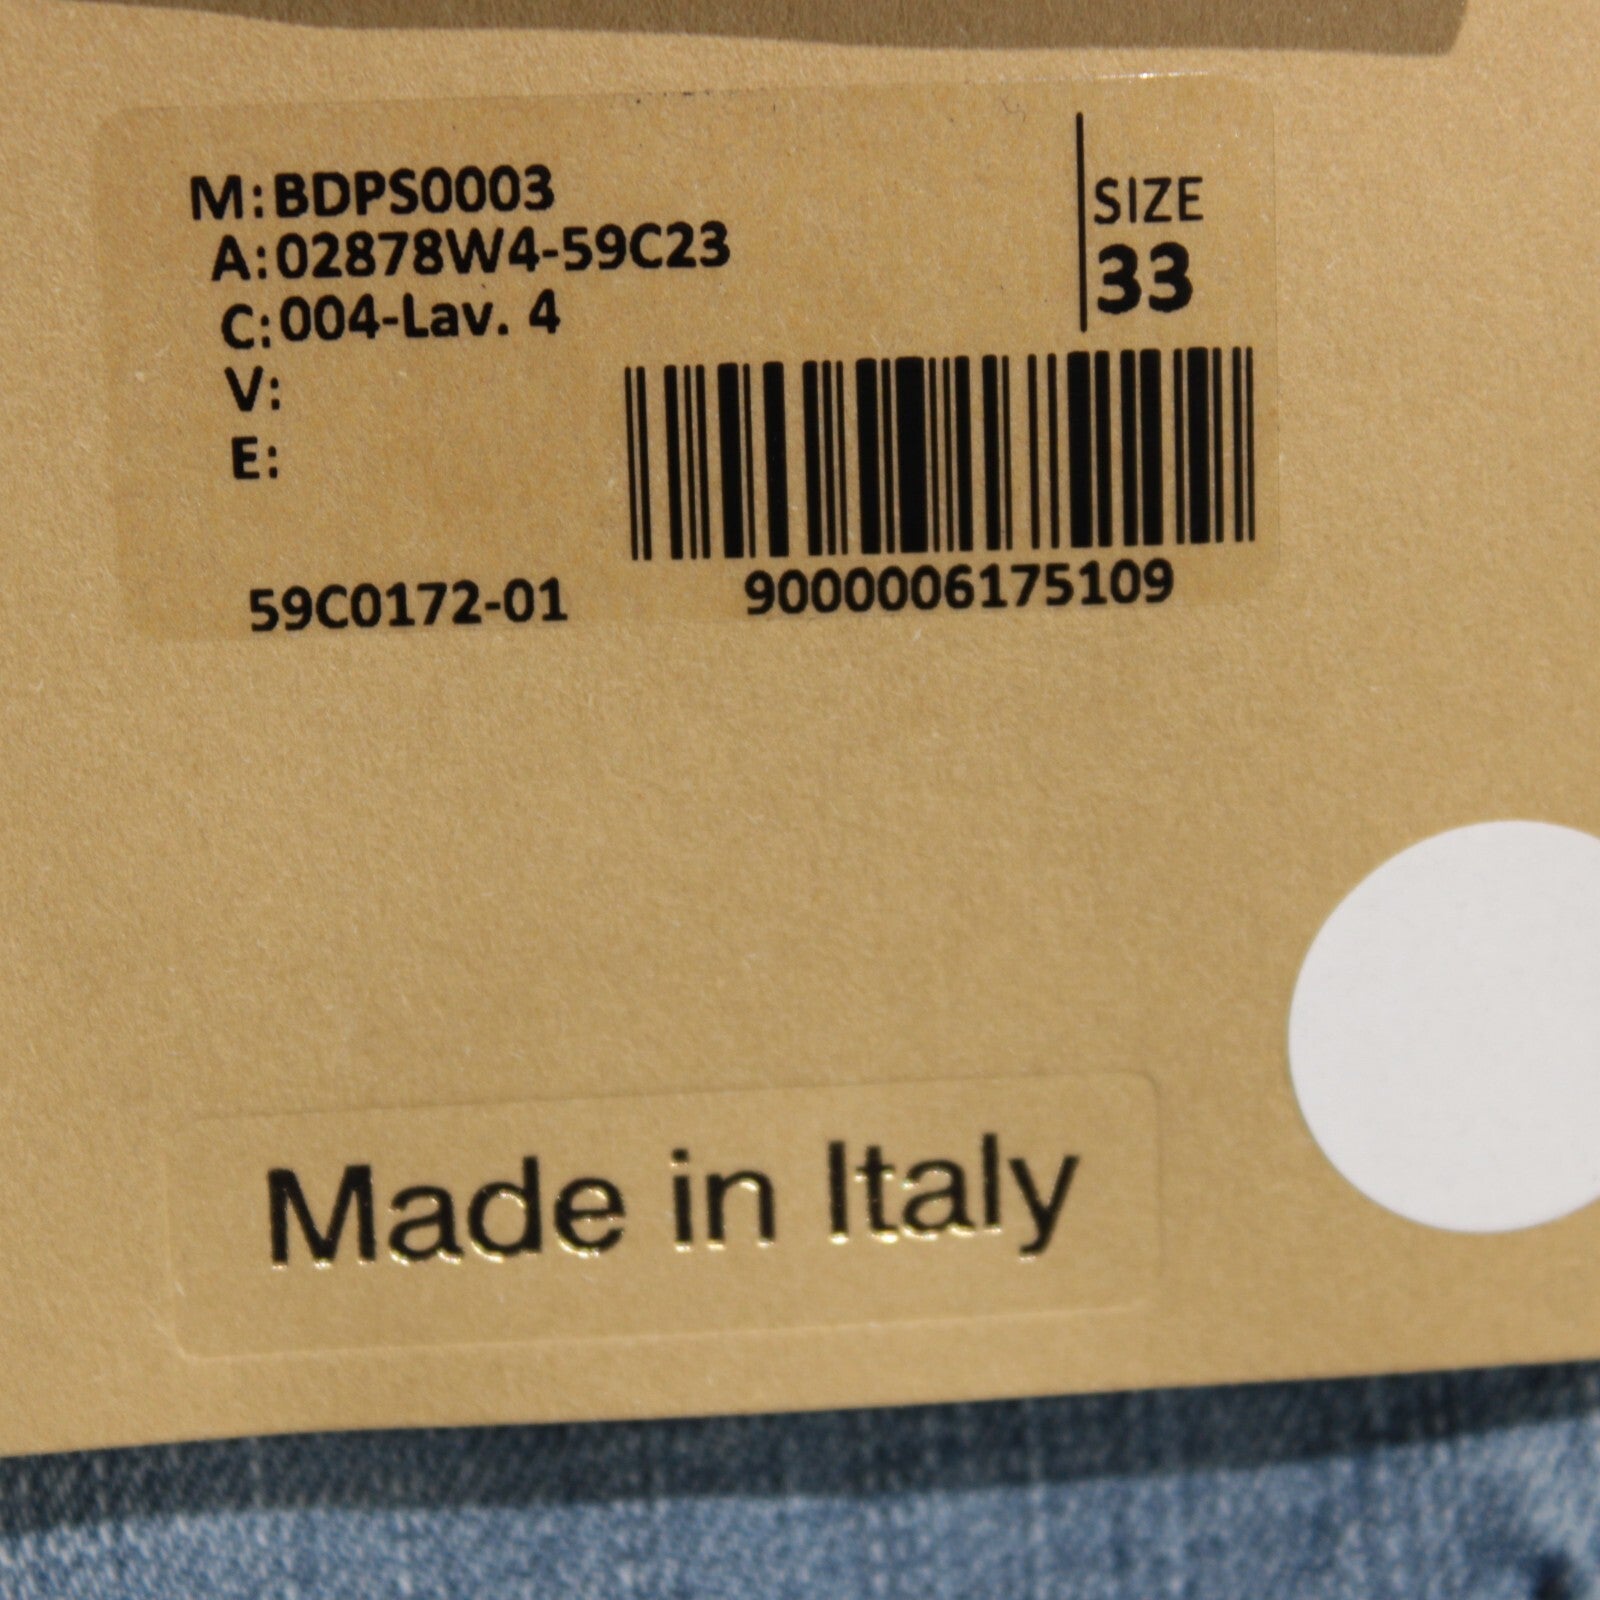 M: BDPS0003
A: 02878W4-59C23
C: 004-Lav. 4
V:
E:
SIZE
33
59C0172-01
9000006175109
Made in Italy